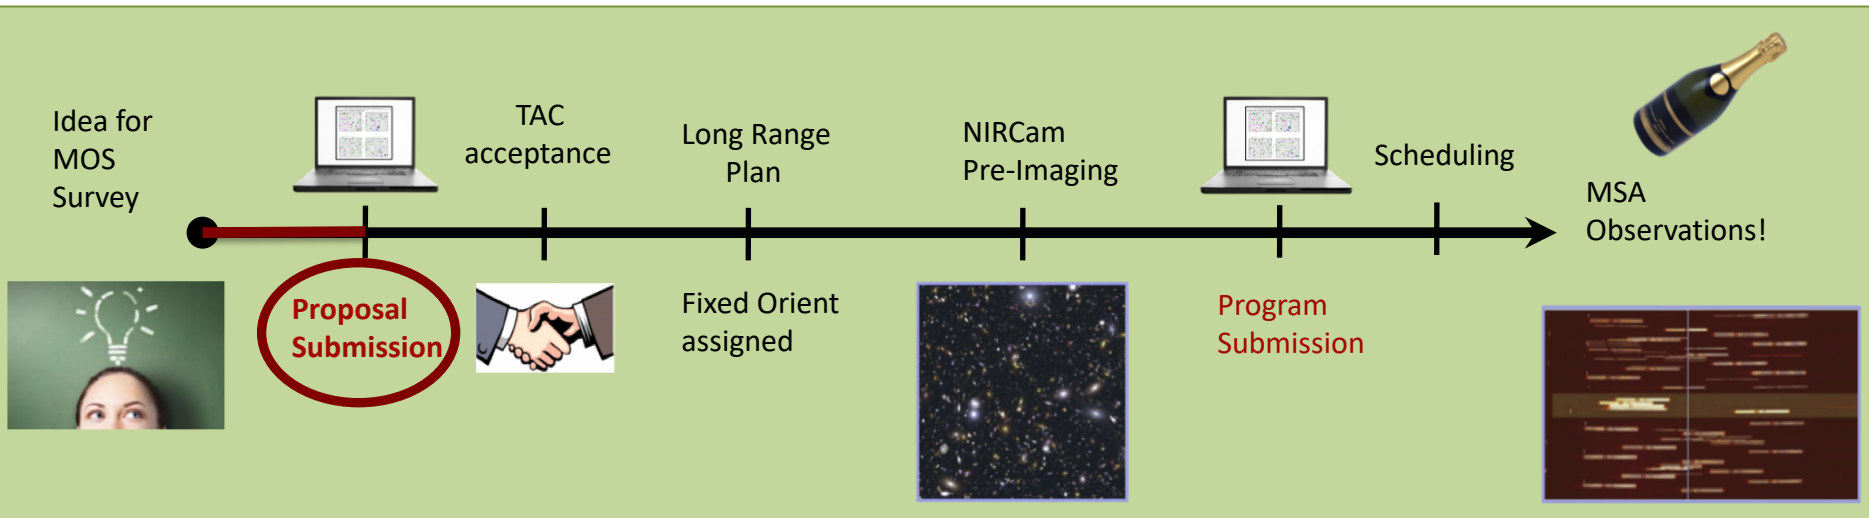 Idea for
MOS
Survey
Proposal
Submission
TAC
acceptance
Long Range
Plan
Fixed Orient
assigned
NIRCam
Pre-Imaging
Program
Submission
Scheduling
MSA
Observations!